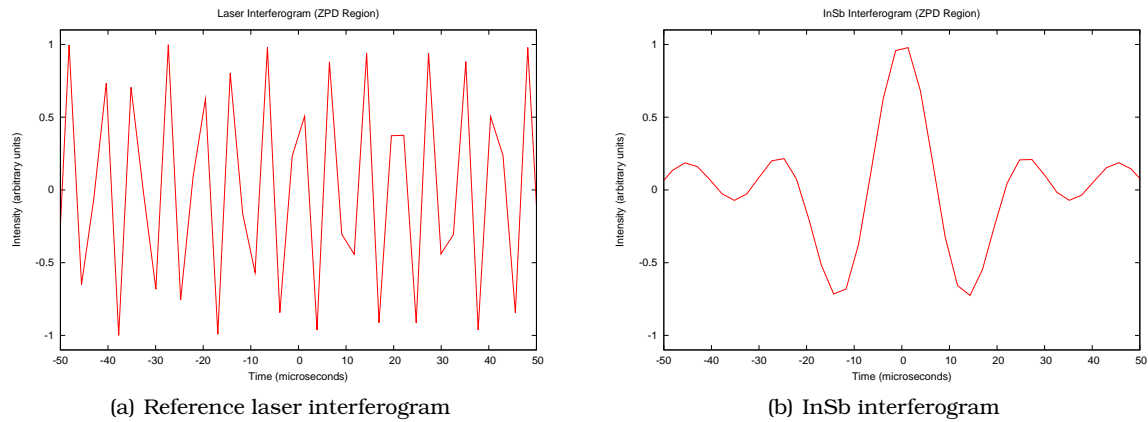 Laser Interferogram (ZPD Region)
1
0.5
0
-0.5
-1
Intensity (arbitrary units)
-50 -40 -30 -20 -10 0 10 20 30 40 50
Time (microseconds)
(a) Reference laser interferogram
InSb Interferogram (ZPD Region)
1
0.5
0
-0.5
-1
Intensity (arbitrary units)
-50 -40 -30 -20 -10 0 10 20 30 40 50
Time (microseconds)
(b) InSb interferogram